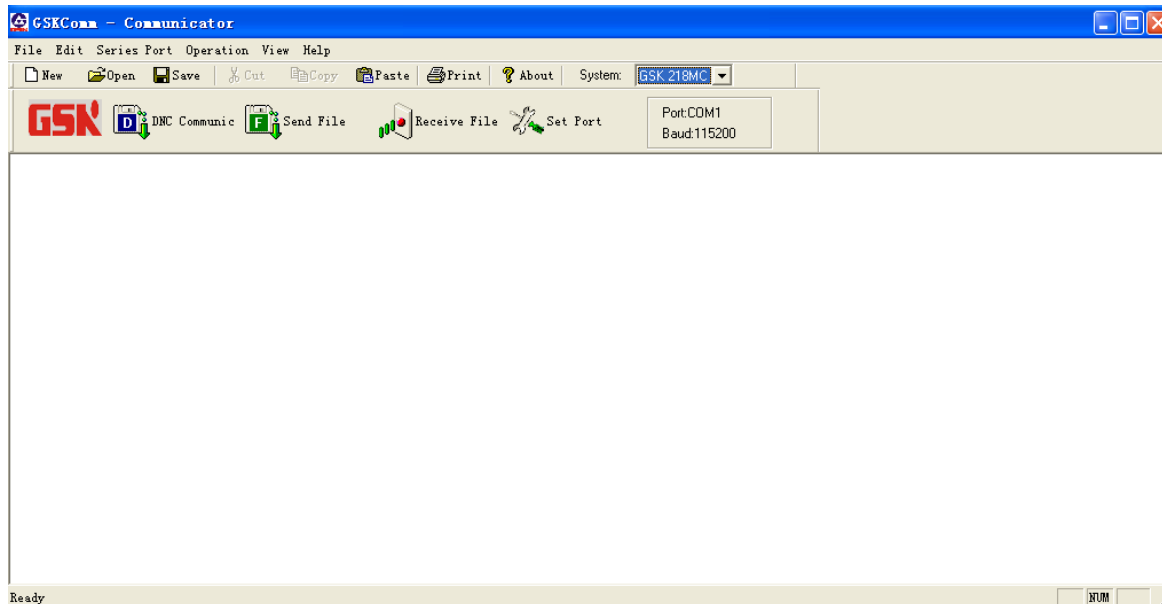 GSKComm - Communicator
File Edit Series Port Operation View Help
New Open Save Cut Copy Paste Print About System: GSK 218MC
GSK DNC Communic Send File Receive File Set Port
Port:COM1
Baud:115200
Ready NUM